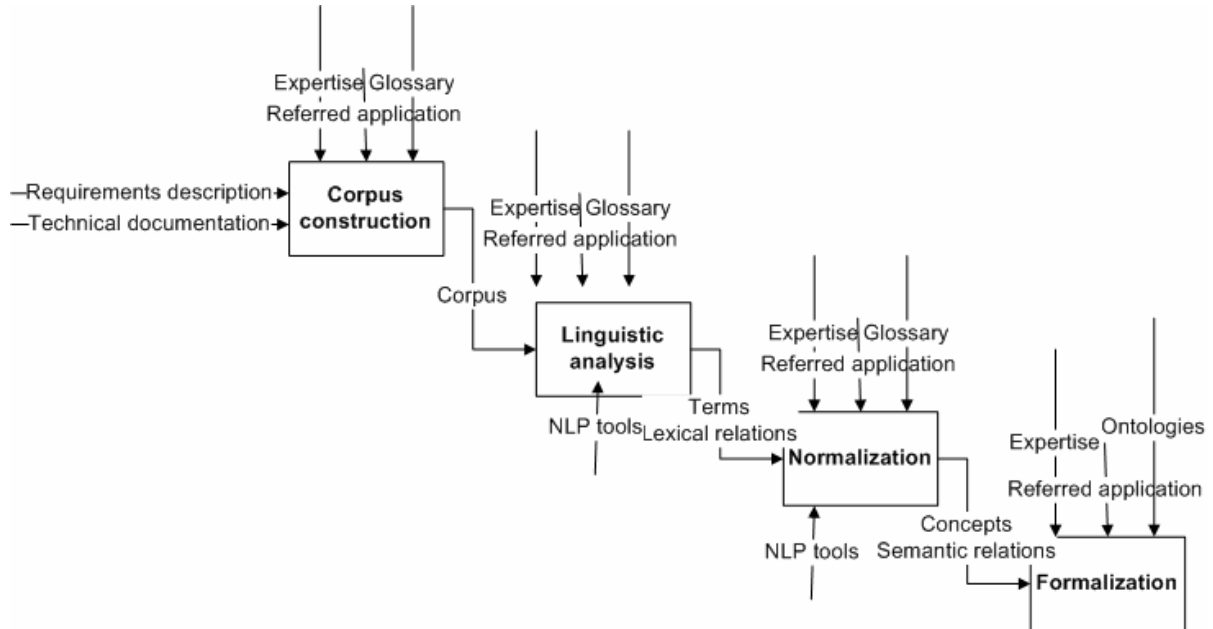 Expertise Glossary
Referred application
Requirements description
Technical documentation
Corpus
construction
Expertise Glossary
Referred application
Corpus
Linguistic
analysis
NLP tools
Terms
Lexical relations
Expertise Glossary
Referred application
Normalization
NLP tools
Concepts
Semantic relations
Ontologies
Expertise
Referred application
Formalization